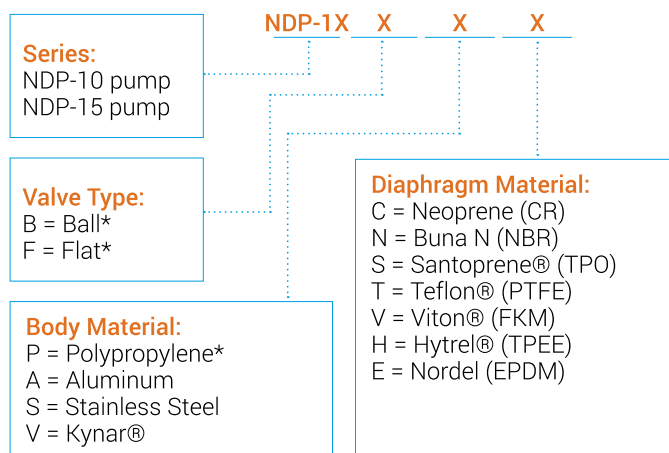 NDP-1X X X X
Series:
NDP-10 pump
NDP-15 pump
Valve Type:
B = Ball*
F = Flat*
Body Material:
P = Polypropylene*
A = Aluminum
S = Stainless Steel
V = Kynar®
Diaphragm Material:
C = Neoprene (CR)
N = Buna N (NBR)
S = Santoprene® (TPO)
T = Teflon® (PTFE)
V = Viton® (FKM)
H = Hytrel® (TPEE)
E = Nordel (EPDM)